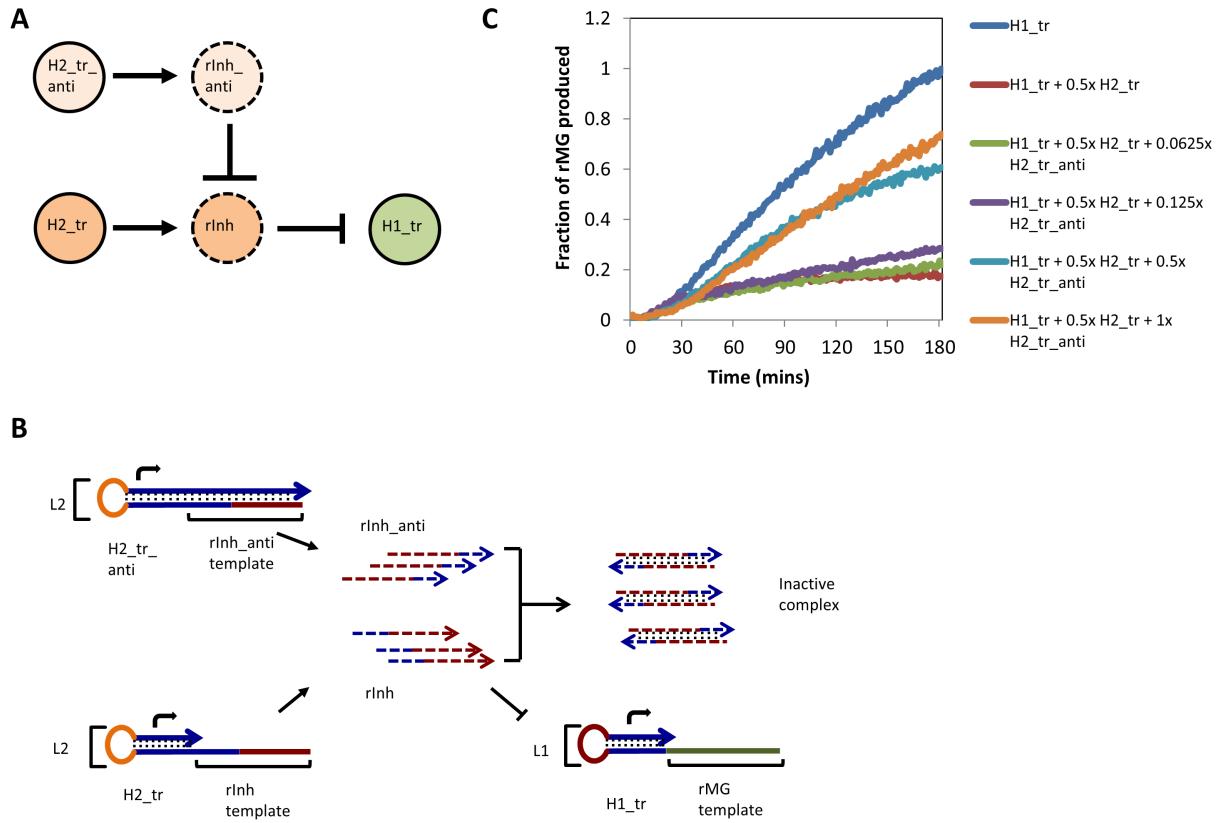 A
H2_tr_
anti
rInh_
anti
H2_tr
rInh
H1_tr
C
Fraction of rMG produced
1.2
1
0.8
0.6
0.4
0.2
0
0 30 60 90 120 150 180
Time (mins)
H1_tr
H1_tr + 0.5x H2_tr
H1_tr + 0.5x H2_tr + 0.0625x
H2_tr_anti
H1_tr + 0.5x H2_tr + 0.125x
H2_tr_anti
H1_tr + 0.5x H2_tr + 0.5x
H2_tr_anti
H1_tr + 0.5x H2_tr + 1x
H2_tr_anti
B
L2
H2_tr_
anti
rInh_anti
template
rInh_anti
rInh
Inactive
complex
L2
H2_tr
rInh
template
L1
H1_tr
rMG
template